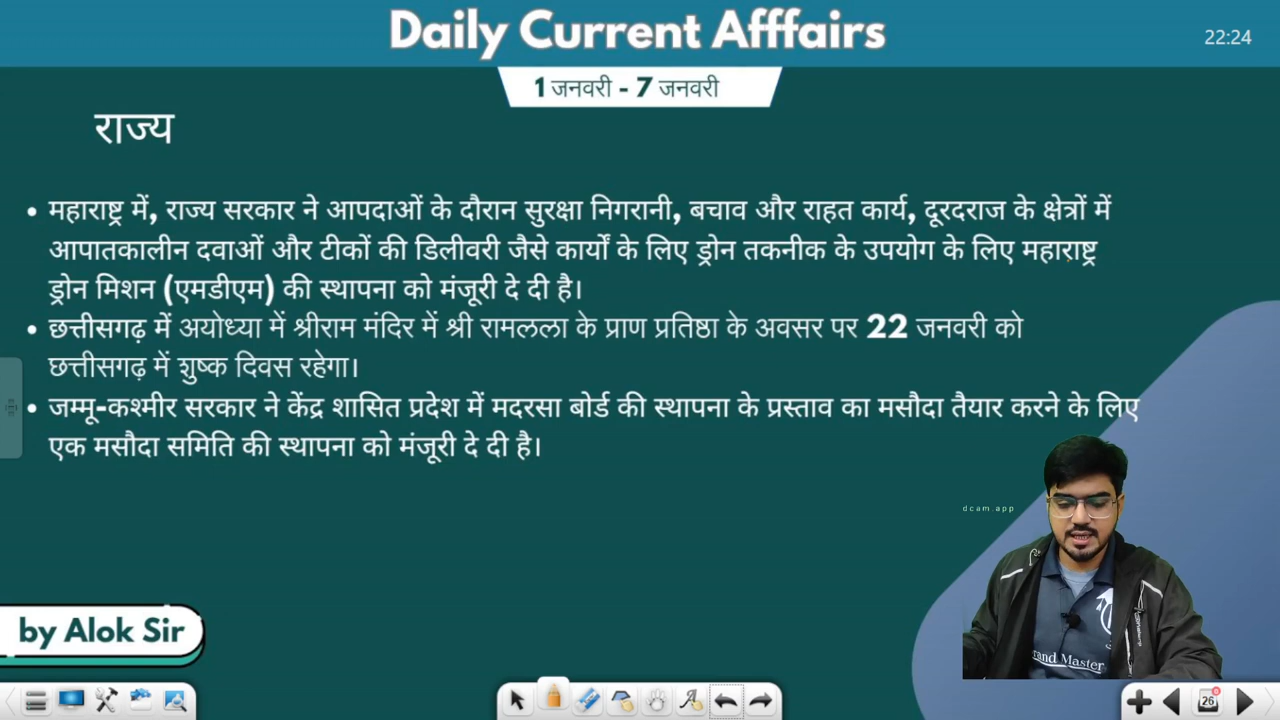 Daily Current Afffairs
22:24
1 जनवरी - 7 जनवरी
राज्य
• महाराष्ट्र में, राज्य सरकार ने आपदाओं के दौरान सुरक्षा निगरानी, बचाव और राहत कार्य, दूरदराज के क्षेत्रों में
आपातकालीन दवाओं और टीकों की डिलीवरी जैसे कार्यों के लिए ड्रोन तकनीक के उपयोग के लिए महाराष्ट्र
ड्रोन मिशन (एमडीएम) की स्थापना को मंजूरी दे दी है।
• छत्तीसगढ़ में अयोध्या में श्रीराम मंदिर में श्री रामलला के प्राण प्रतिष्ठा के अवसर पर 22 जनवरी को
छत्तीसगढ़ में शुष्क दिवस रहेगा।
• जम्मू-कश्मीर सरकार ने केंद्र शासित प्रदेश में मदरसा बोर्ड की स्थापना के प्रस्ताव का मसौदा तैयार करने के लिए
एक मसौदा समिति की स्थापना को मंजूरी दे दी है।
dcam.app
by Alok Sir
rand Master
26